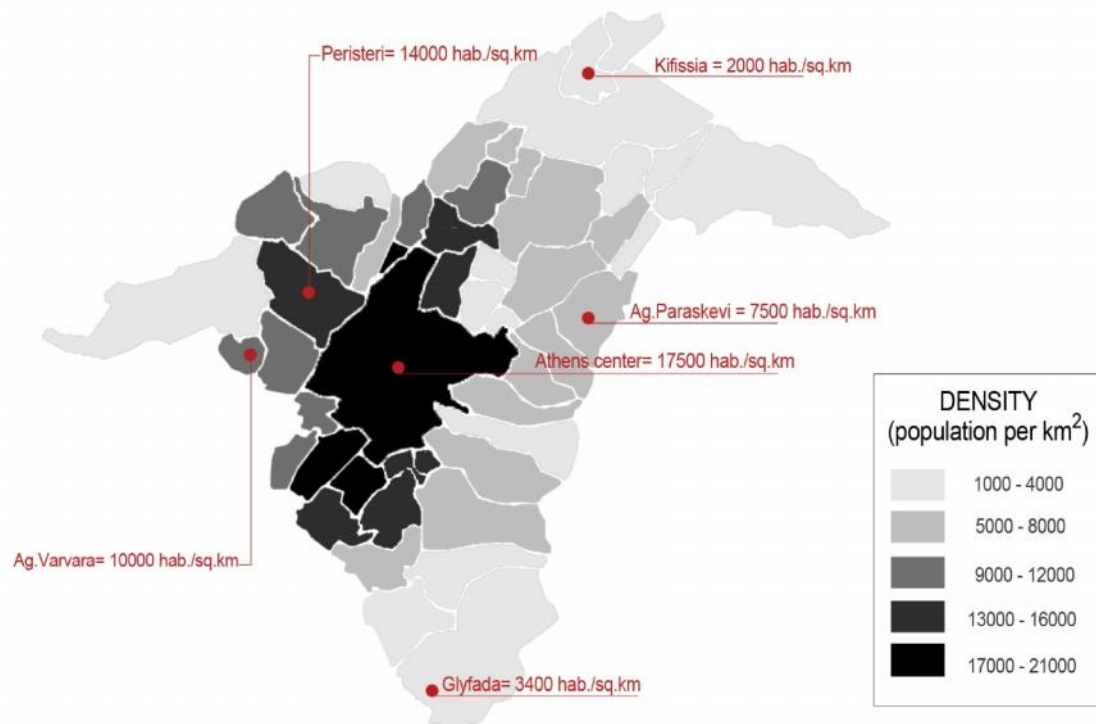 Peristeri= 14000 hab./sq.km
Kifissia = 2000 hab./sq.km
Ag.Paraskevi = 7500 hab./sq.km
Athens center= 17500 hab./sq.km
Ag.Varvara= 10000 hab./sq.km
Glyfada= 3400 hab./sq.km
DENSITY
(population per km²)
1000 - 4000
5000 - 8000
9000 - 12000
13000 - 16000
17000 - 21000